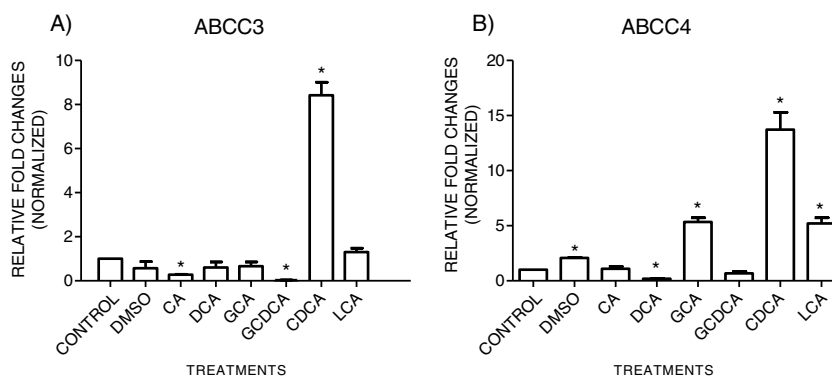 A)
ABCC3
RELATIVE FOLD CHANGES
(NORMALIZED)
10
8
6
4
2
0
*
*
*
CONTROL
DMSO
CA
DCA
GCA
GCDCA
CDCA
LCA
TREATMENTS
B)
ABCC4
RELATIVE FOLD CHANGES
(NORMALIZED)
20
15
10
5
0
*
*
*
*
*
CONTROL
DMSO
CA
DCA
GCA
GCDCA
CDCA
LCA
TREATMENTS